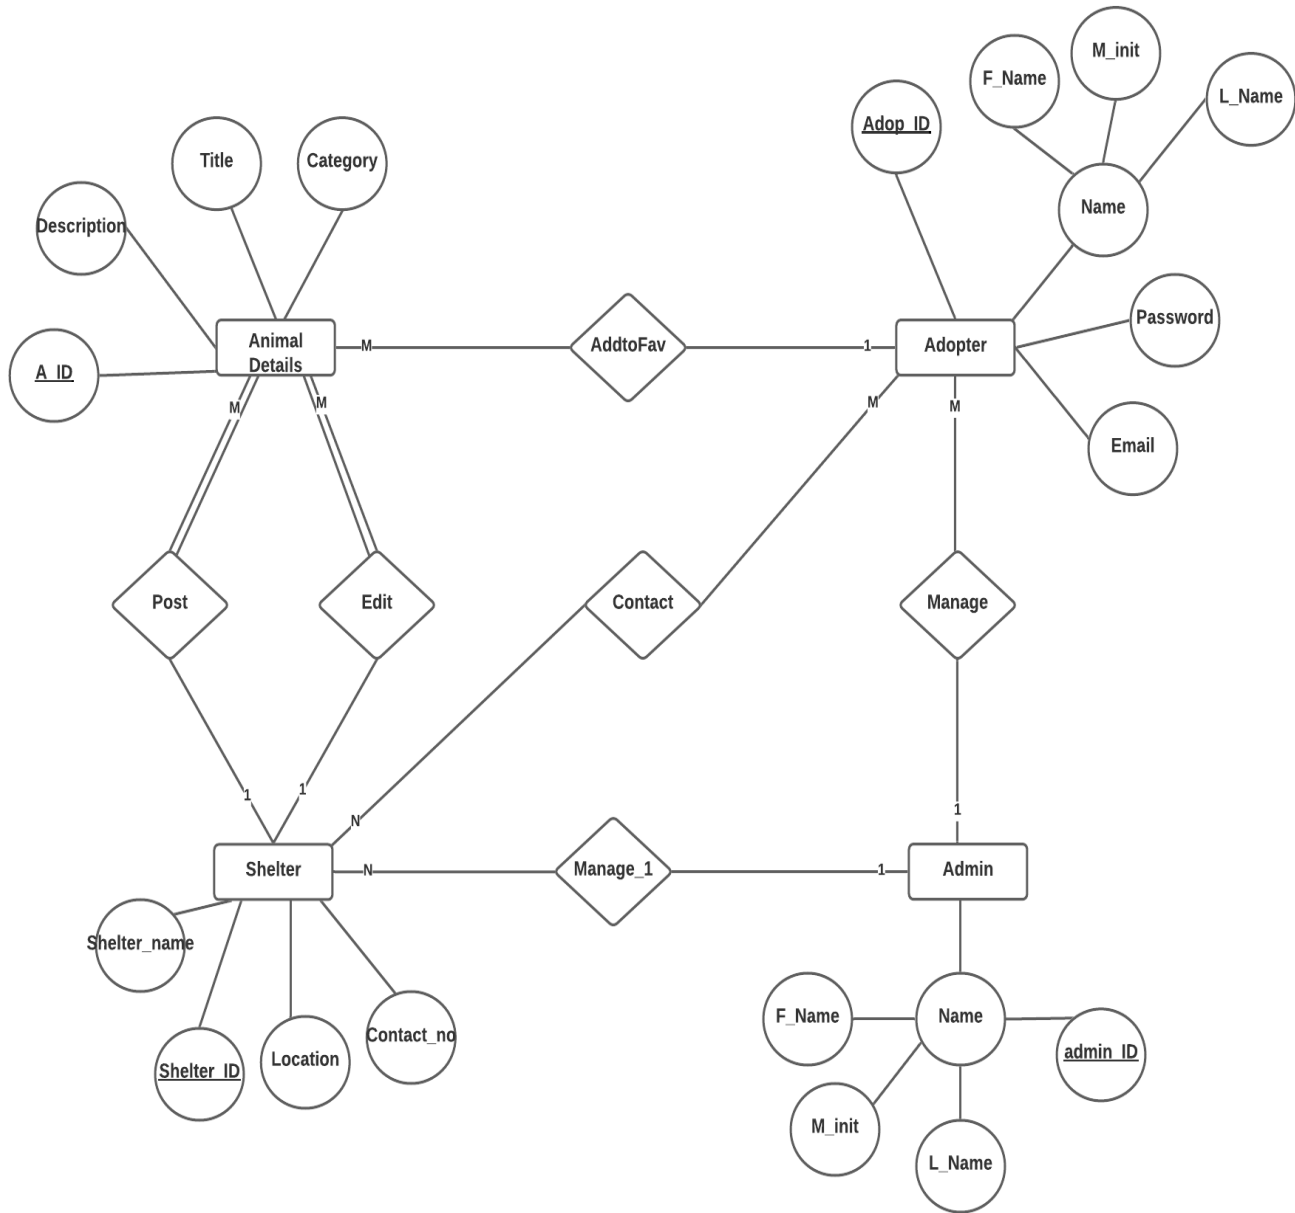 M_init
F_Name
L_Name
Adop_ID
Title
Category
Name
Description
Password
Animal
Details
M
AddtoFav
1
Adopter
A_ID
M
M
M
M
Email
Post
Edit
Contact
Manage
1
1
N
1
Shelter
N
Manage_1
1
Admin
Shelter_name
Contact_no
Shelter_ID
Location
F_Name
Name
admin_ID
M_init
L_Name